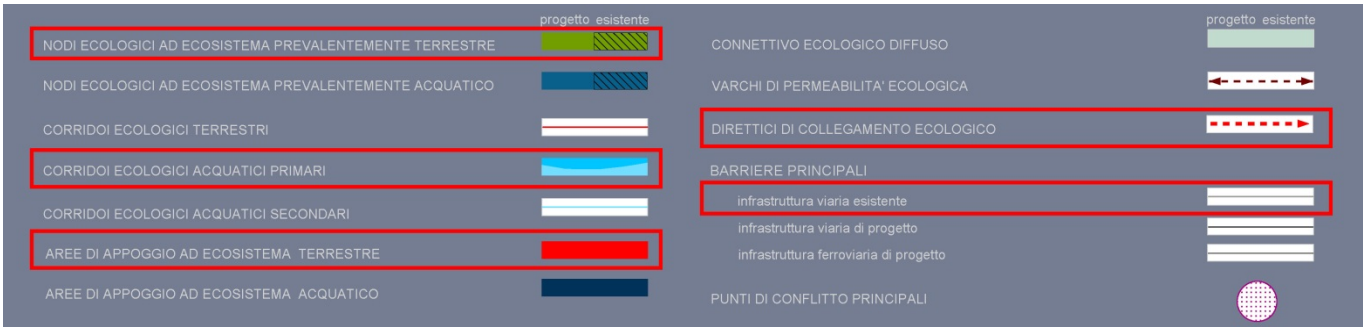 progetto esistente
NODI ECOLOGICI AD ECOSISTEMA PREVALENTEMENTE TERRESTRE
NODI ECOLOGICI AD ECOSISTEMA PREVALENTEMENTE ACQUATICO
CORRIDOI ECOLOGICI TERRESTRI
CORRIDOI ECOLOGICI ACQUATICI PRIMARI
CORRIDOI ECOLOGICI ACQUATICI SECONDARI
AREE DI APPOGGIO AD ECOSISTEMA TERRESTRE
AREE DI APPOGGIO AD ECOSISTEMA ACQUATICO
progetto esistente
CONNETTIVO ECOLOGICO DIFFUSO
VARCHI DI PERMEABILITA' ECOLOGICA
DIRETTICI DI COLLEGAMENTO ECOLOGICO
BARRIERE PRINCIPALI
infrastruttura viaria esistente
infrastruttura viaria di progetto
infrastruttura ferroviaria di progetto
PUNTI DI CONFLITTO PRINCIPALI